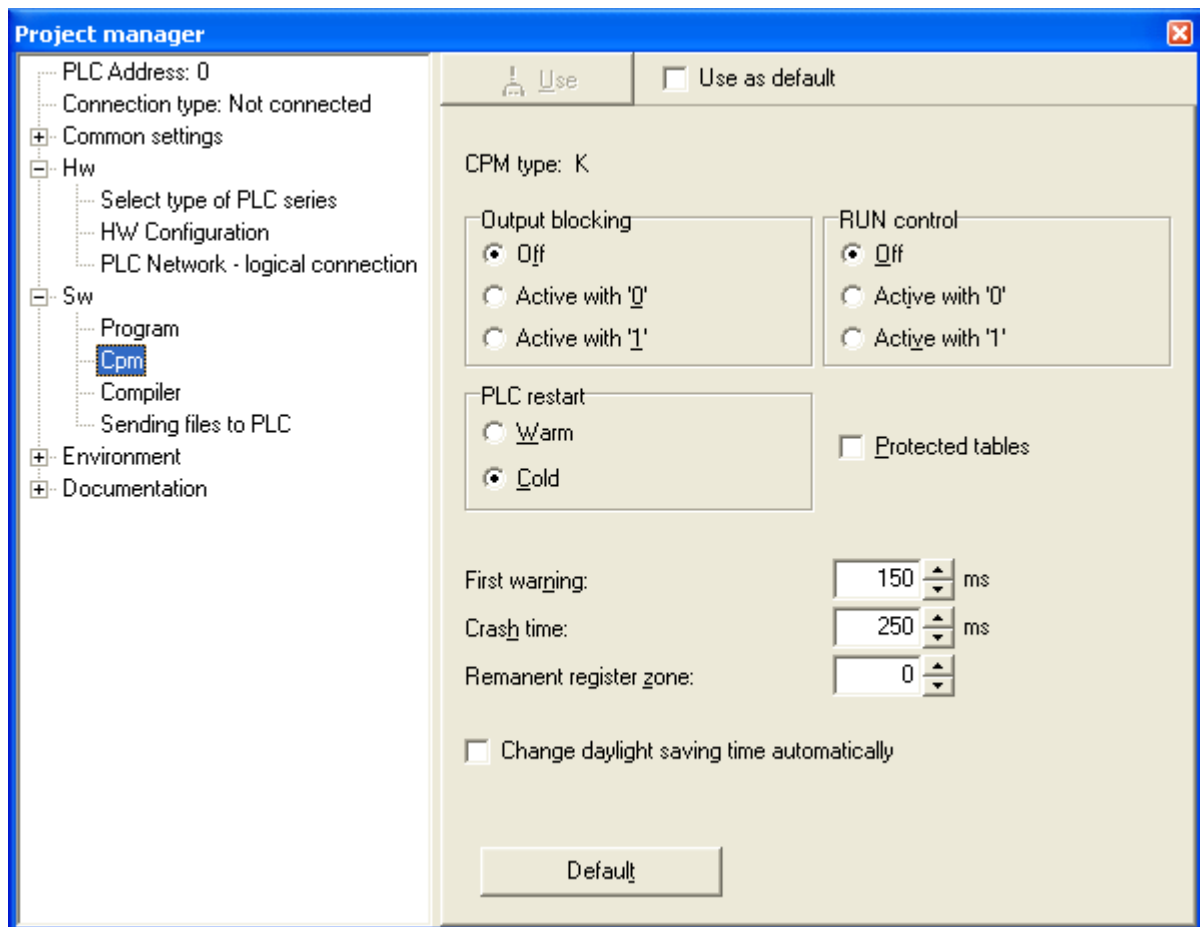 Project manager
PLC Address: 0
Connection type: Not connected
Common settings
Hw
Select type of PLC series
HW Configuration
PLC Network - logical connection
Sw
Program
Cpm
Compiler
Sending files to PLC
Environment
Documentation
Use
Use as default
CPM type: K
Output blocking
Off
Active with '0'
Active with '1'
RUN control
Off
Active with '0'
Active with '1'
PLC restart
Warm
Cold
Protected tables
First warning: 150 ms
Crash time: 250 ms
Remanent register zone: 0
Change daylight saving time automatically
Default